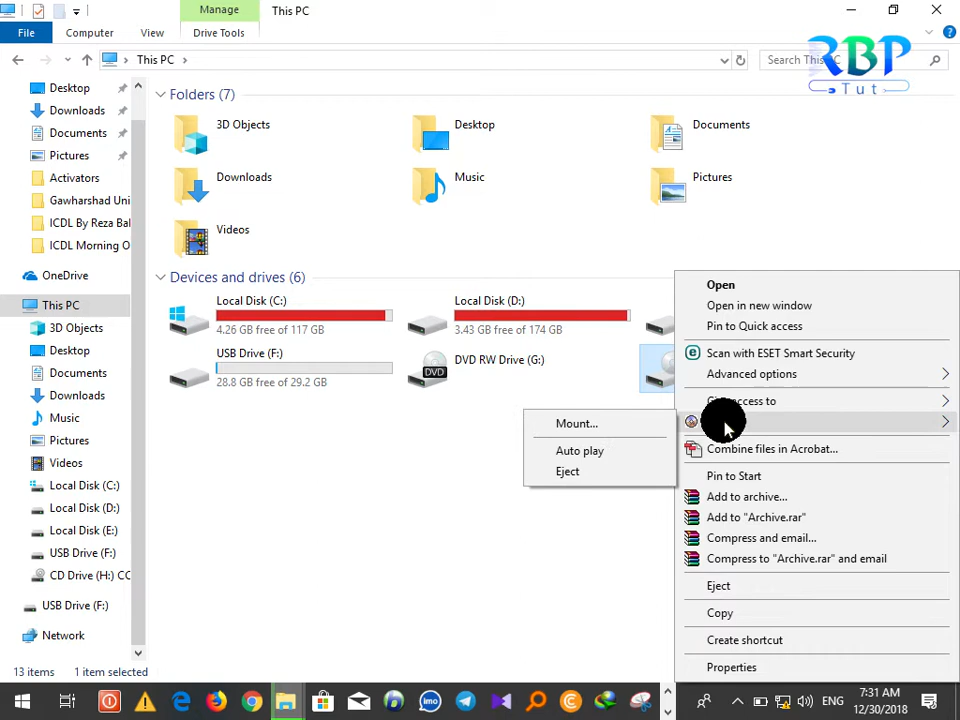 Manage
This PC
File
Computer
View
Drive Tools
This PC
Search This PC
RBP
Tut
Desktop
Downloads
Documents
Pictures
Activators
Gawharshad Uni
ICDL By Reza Bal
ICDL Morning O
OneDrive
This PC
3D Objects
Desktop
Documents
Downloads
Music
Pictures
Videos
Local Disk (C:)
Local Disk (D:)
Local Disk (E:)
USB Drive (F:)
CD Drive (H:) CC
USB Drive (F:)
Network
Folders (7)
3D Objects
Desktop
Documents
Downloads
Music
Pictures
Videos
Devices and drives (6)
Local Disk (C:)
4.26 GB free of 117 GB
Local Disk (D:)
3.43 GB free of 174 GB
USB Drive (F:)
28.8 GB free of 29.2 GB
DVD RW Drive (G:)
DVD
Mount...
Auto play
Eject
Open
Open in new window
Pin to Quick access
Scan with ESET Smart Security
Advanced options
access to
Combine files in Acrobat...
Pin to Start
Add to archive...
Add to "Archive.rar"
Compress and email...
Compress to "Archive.rar" and email
Eject
Copy
Create shortcut
Properties
13 items
1 item selected
imo
ENG
7:31 AM
12/30/2018